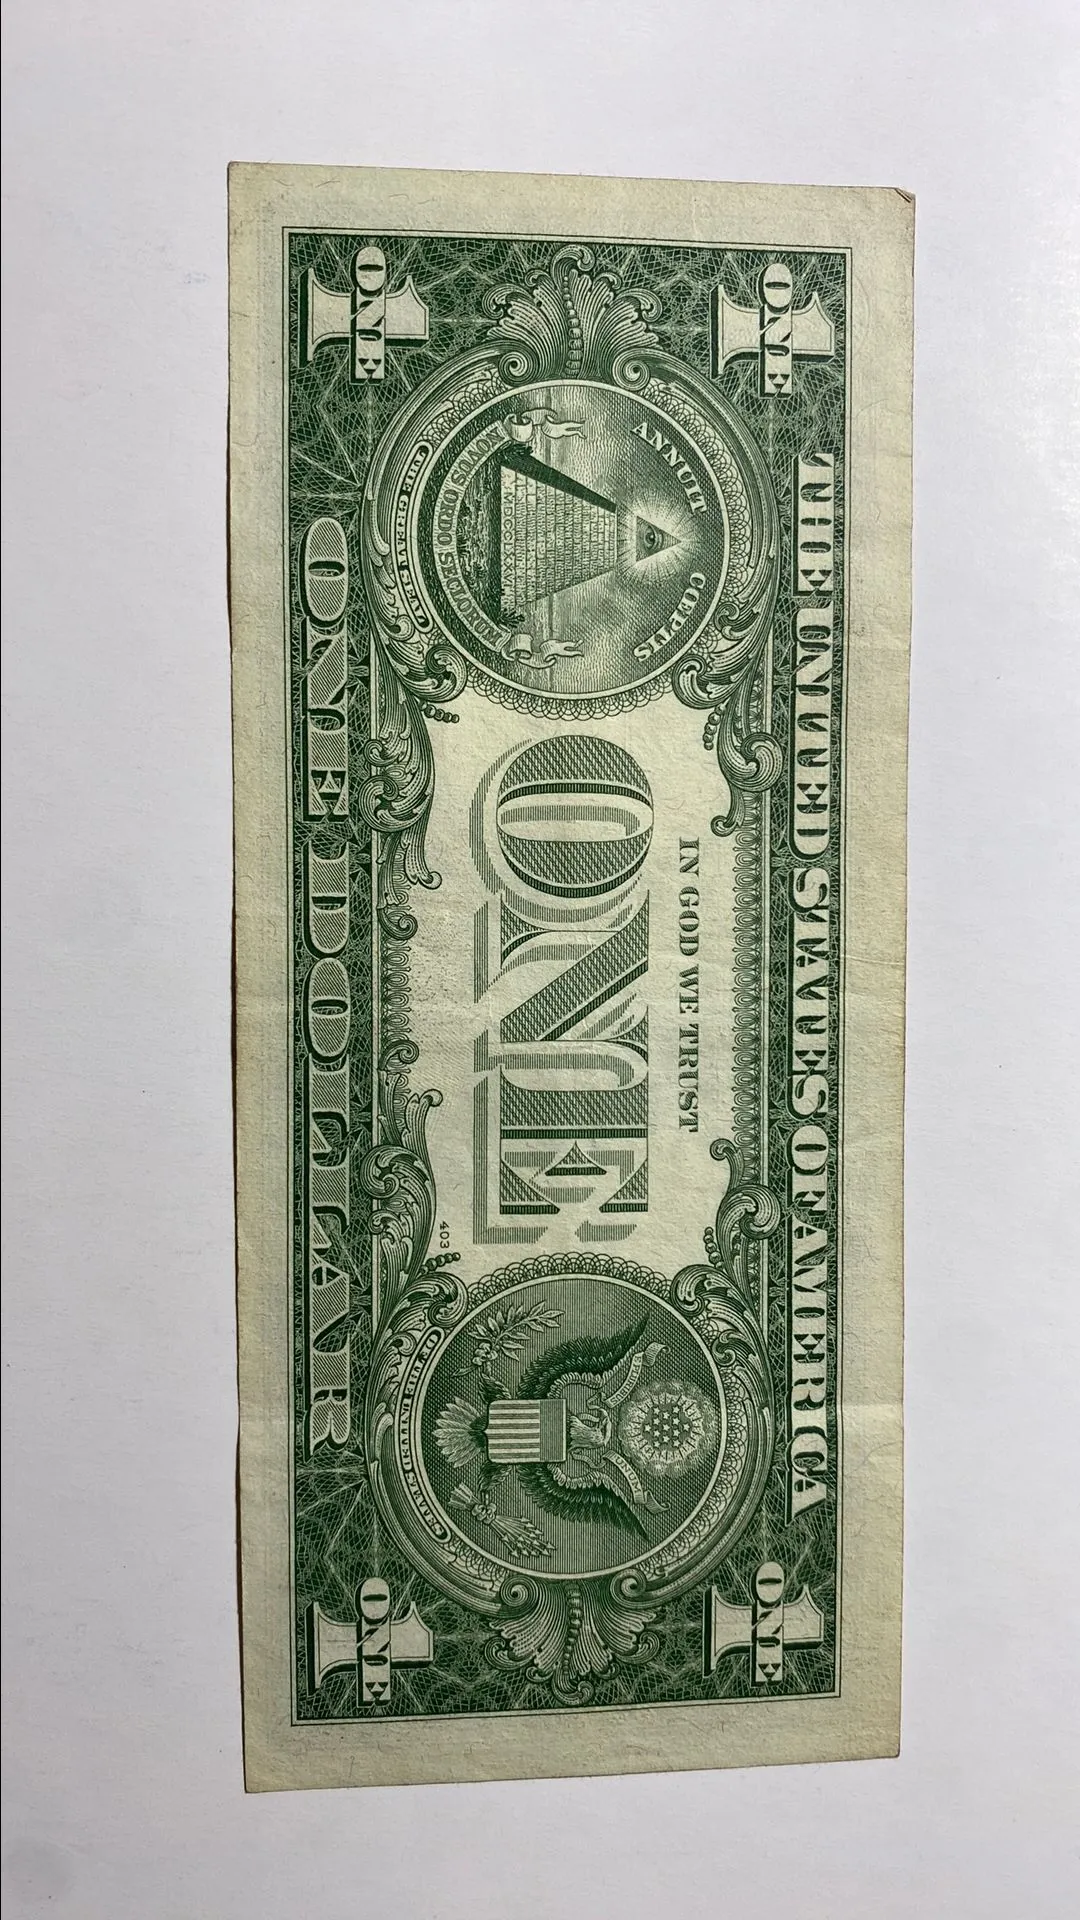 THE UNITED STATES OF AMERICA
ONE
ONE
ANNUIT COEPTIS
MDCCLXXVI
NOVUS ORDO SECLORUM
THE GREAT SEAL
IN GOD WE TRUST
ONE
403
UNUM
OF THE UNITED STATES
ONE
ONE
ONE DOLLAR